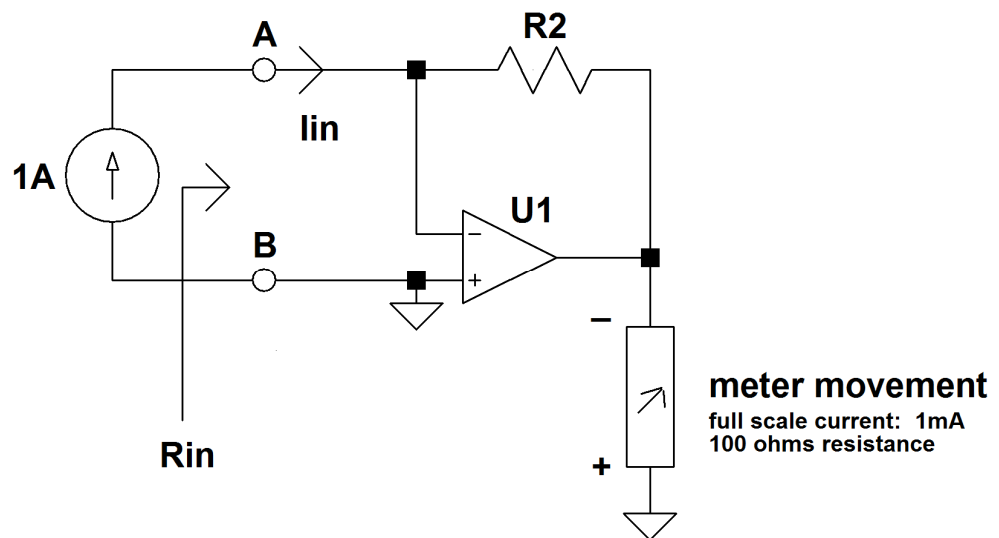 R2
A
Iin
1A
U1
B
−
+
−
meter movement
full scale current:  1mA
100 ohms resistance
Rin
+